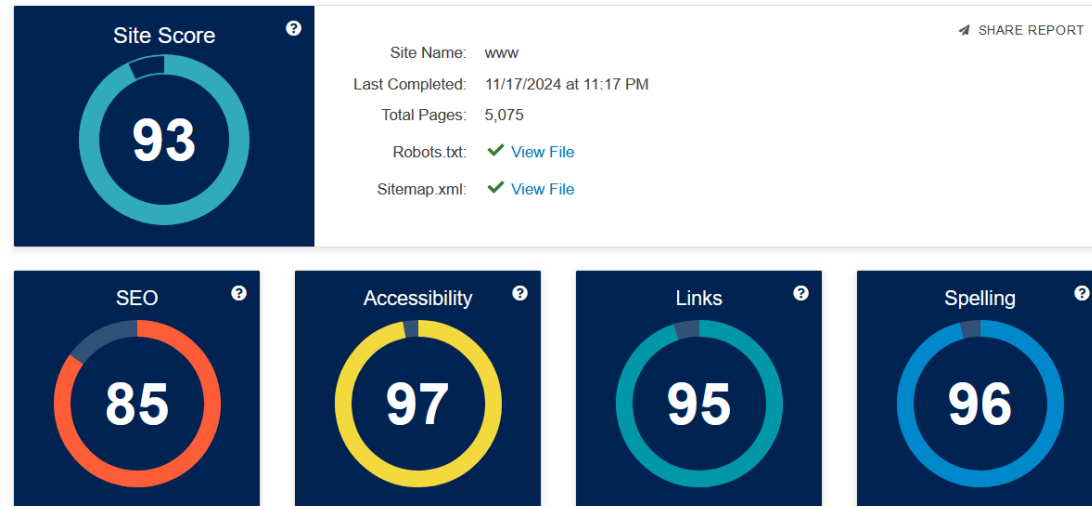 Site Score
93
SHARE REPORT
Site Name: www
Last Completed: 11/17/2024 at 11:17 PM
Total Pages: 5,075
Robots.txt: View File
Sitemap.xml: View File
SEO
85
Accessibility
97
Links
95
Spelling
96